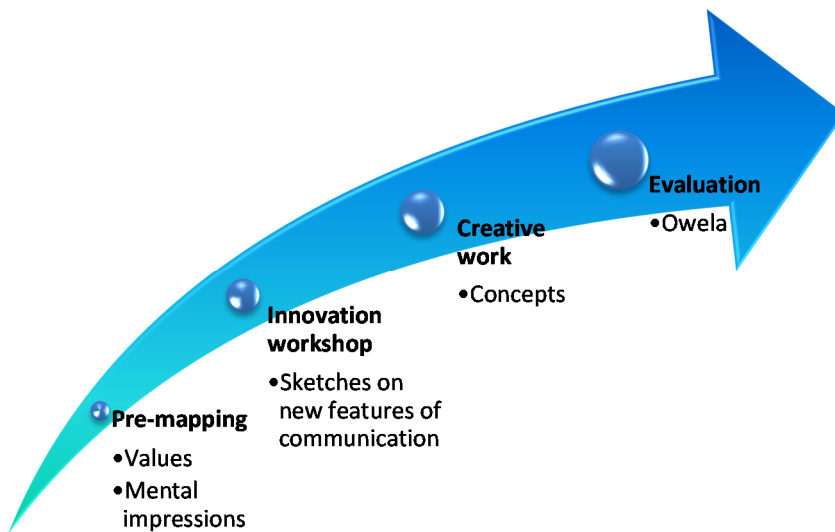 Pre-mapping
•Values
•Mental
impressions
Innovation
workshop
•Sketches on
new features of
communication
Creative
work
•Concepts
Evaluation
•Owela